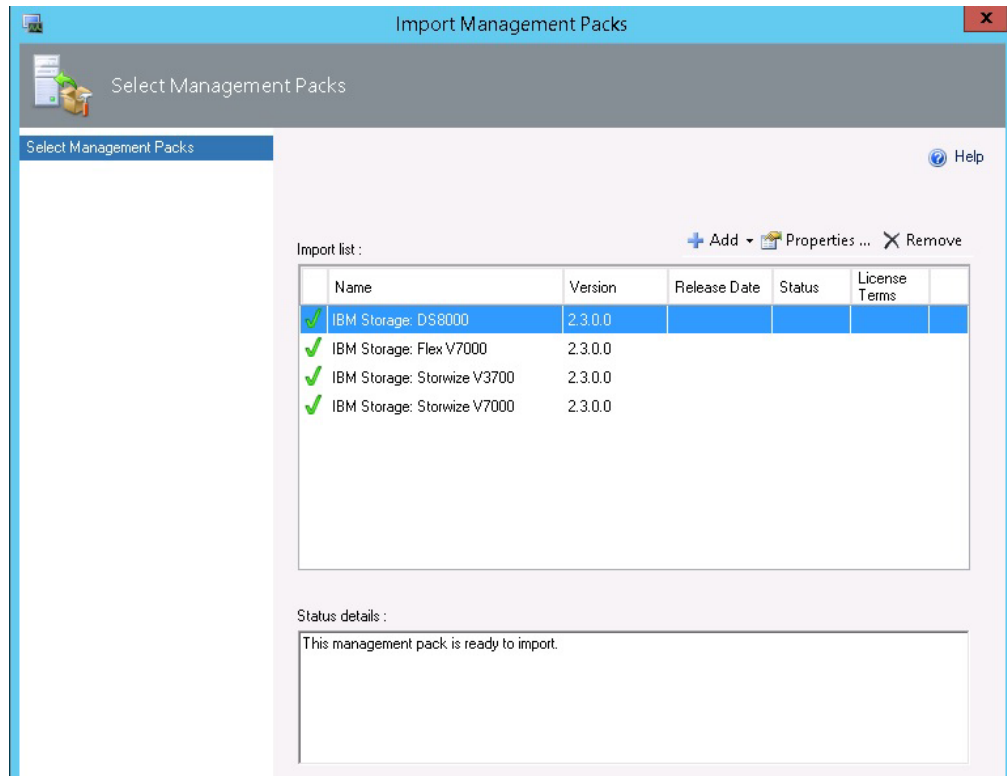 Import Management Packs
x
Select Management Packs
Select Management Packs
Help
Import list :
Add Properties ... Remove
Name Version Release Date Status License Terms
IBM Storage: DS8000 2.3.0.0
IBM Storage: Flex V7000 2.3.0.0
IBM Storage: Storwize V3700 2.3.0.0
IBM Storage: Storwize V7000 2.3.0.0
Status details :
This management pack is ready to import.